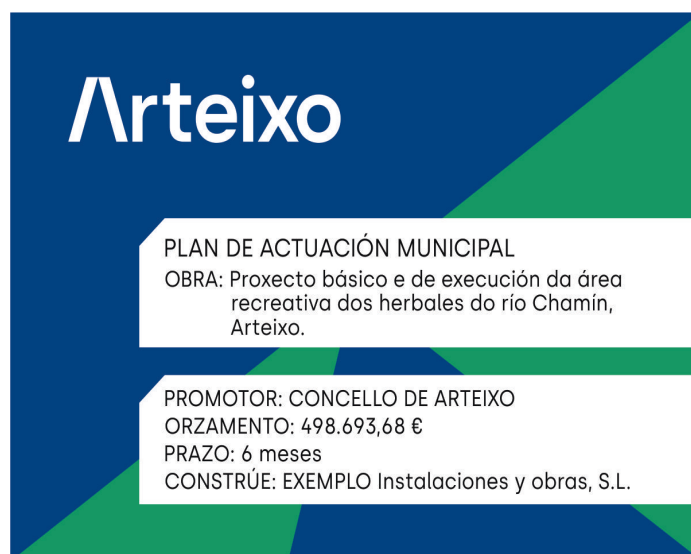 Arteixo
PLAN DE ACTUACIÓN MUNICIPAL
OBRA: Proxecto básico e de execución da área
recreativa dos herbales do río Chamín,
Arteixo.
PROMOTOR: CONCELLO DE ARTEIXO
ORZAMENTO: 498.693,68 €
PRAZO: 6 meses
CONSTRÚE: EXEMPLO Instalaciones y obras, S.L.